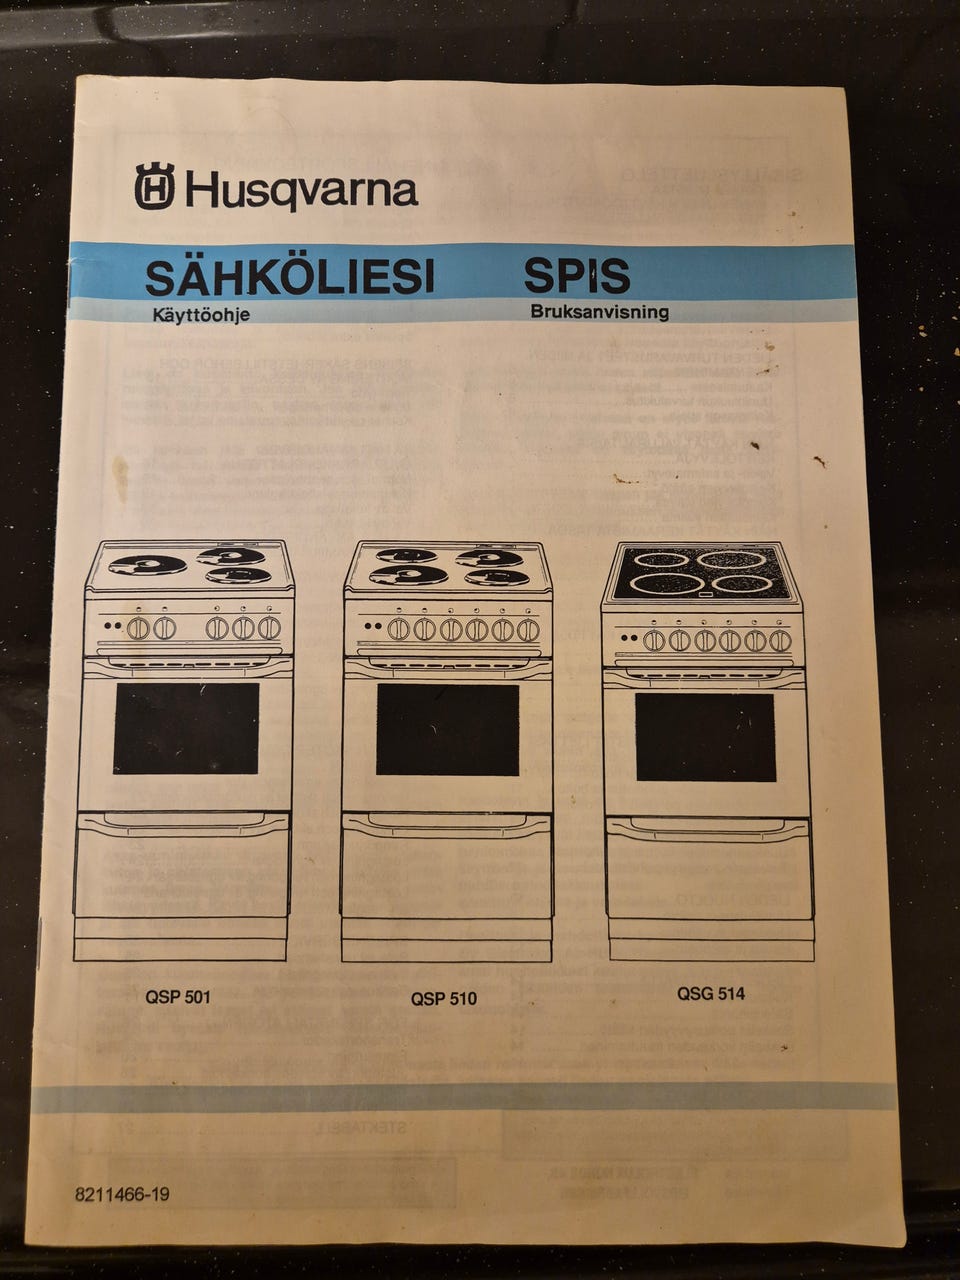 Husqvarna
SÄHKÖLIESI SPIS
Käyttöohje Bruksanvisning
QSP 501 QSP 510 QSG 514
8211466-19